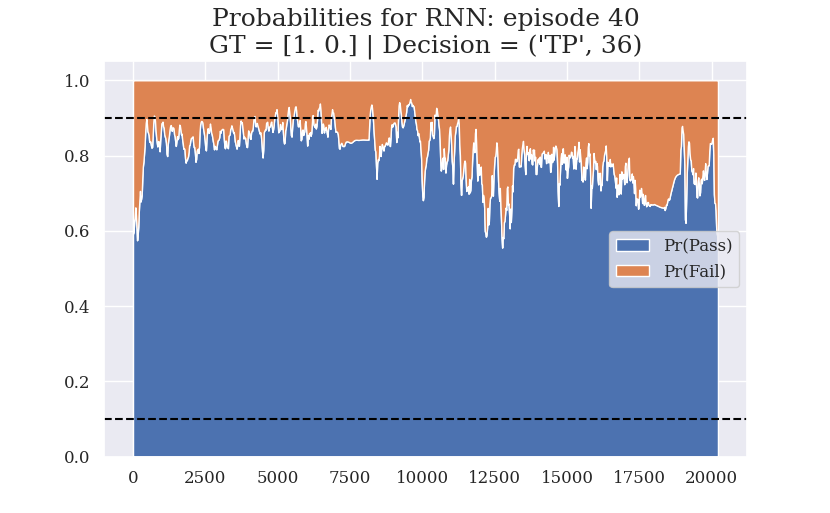 Probabilities for RNN: episode 40
GT = [1. 0.] | Decision = ('TP', 36)
1.0
0.8
0.6
0.4
0.2
0.0
Pr(Pass)
Pr(Fail)
0 2500 5000 7500 10000 12500 15000 17500 20000